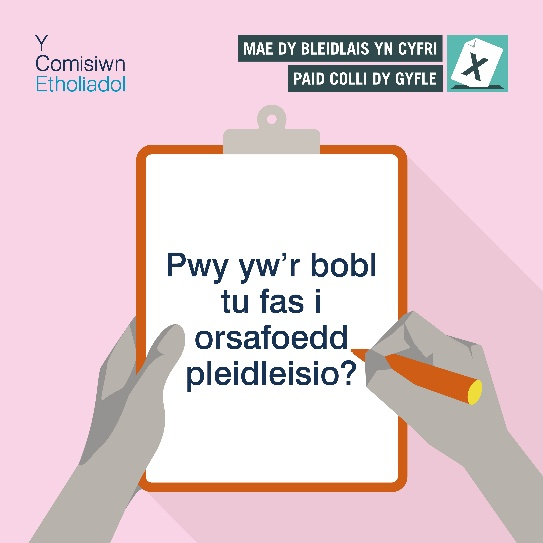 Y
Comisiwn
Etholiadol
MAE DY BLEIDLAIS YN CYFRI
PAID COLLI DY GYFLE
X
Pwy yw’r bobl
tu fas i
orsafoedd
pleidleisio?